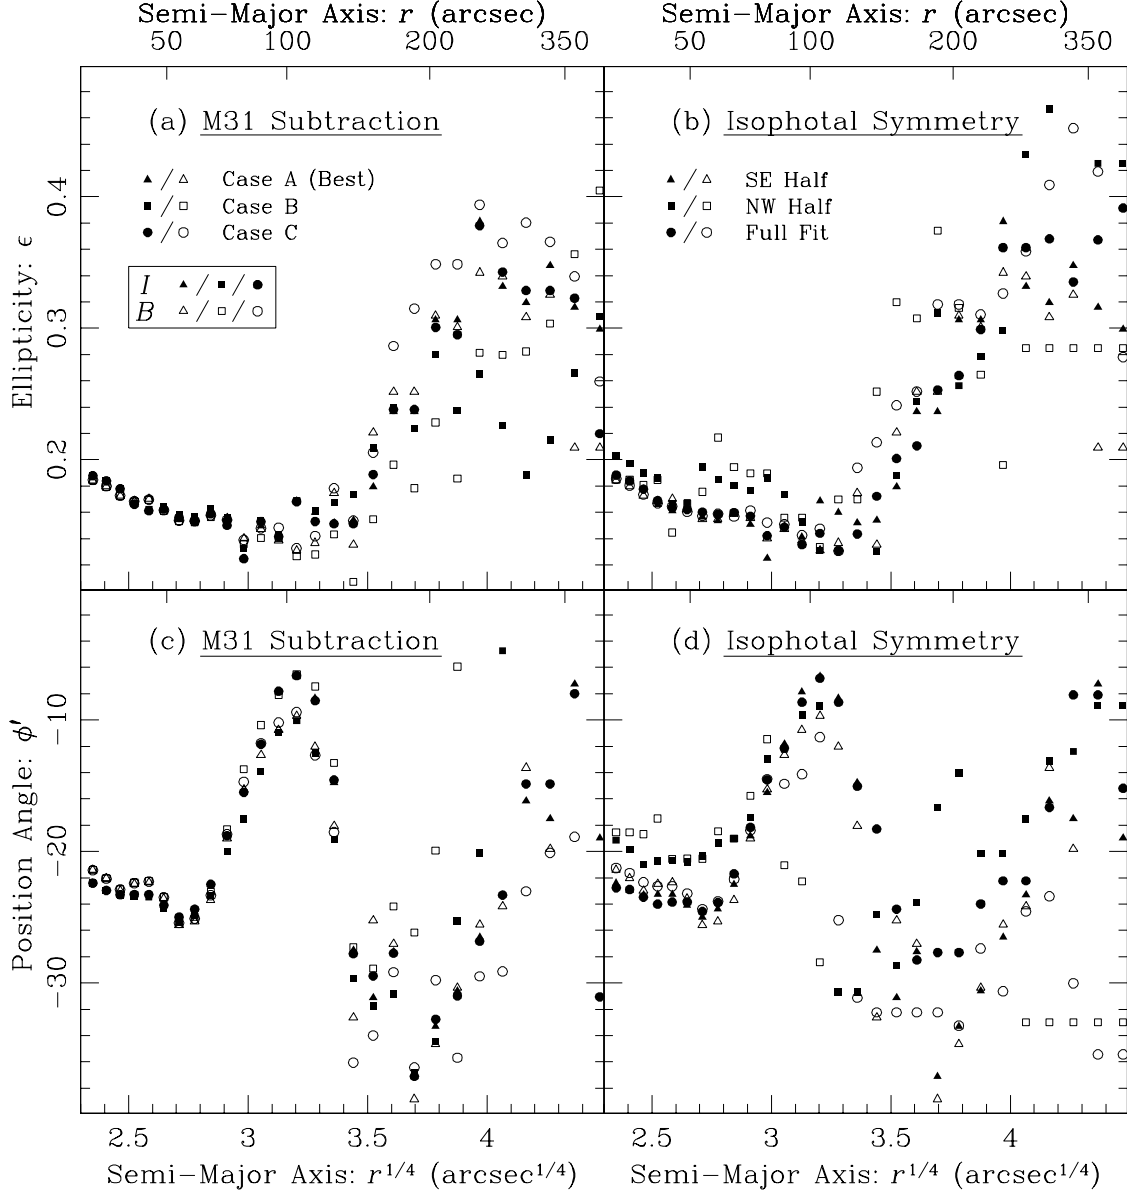 Semi-Major Axis: r (arcsec) Semi-Major Axis: r (arcsec)
50 100 200 350 50 100 200 350
(a) M31 Subtraction (b) Isophotal Symmetry
▲/△ Case A (Best) ▲/△ SE Half
■/□ Case B ■/□ NW Half
●/○ Case C ●/○ Full Fit
I ▲/■/●
B △/□/○
Ellipticity: ϵ
0.4
0.3
0.2
(c) M31 Subtraction (d) Isophotal Symmetry
Position Angle: ϕ′
−10
−20
−30
2.5 3 3.5 4 2.5 3 3.5 4
Semi-Major Axis: r^1/4 (arcsec^1/4) Semi-Major Axis: r^1/4 (arcsec^1/4)